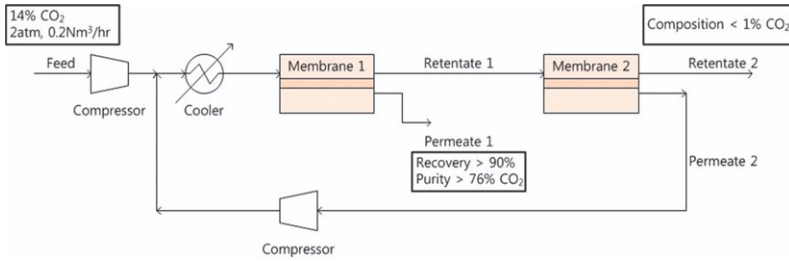 14% CO₂
2atm, 0.2Nm³/hr
Composition < 1% CO₂
Feed
Membrane 1
Retentate 1
Membrane 2
Retentate 2
Compressor
Cooler
Permeate 1
Recovery > 90%
Purity > 76% CO₂
Permeate 2
Compressor